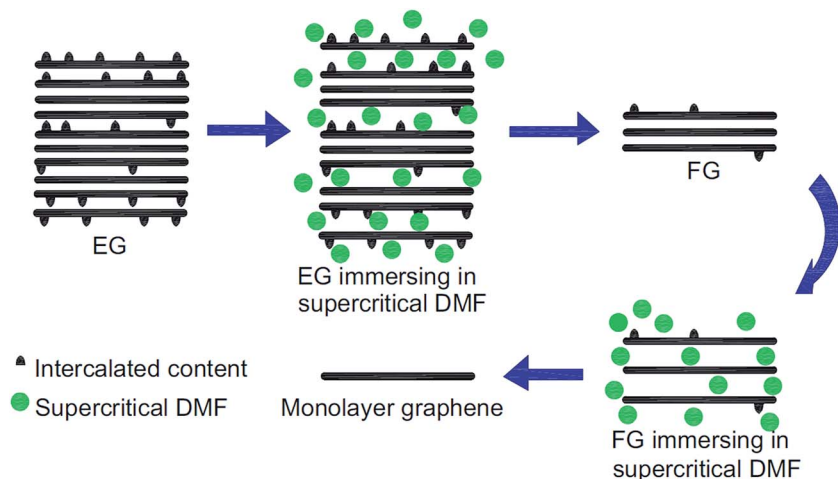 EG
EG immersing in
supercritical DMF
FG
FG immersing in
supercritical DMF
Monolayer graphene
Intercalated content
Supercritical DMF